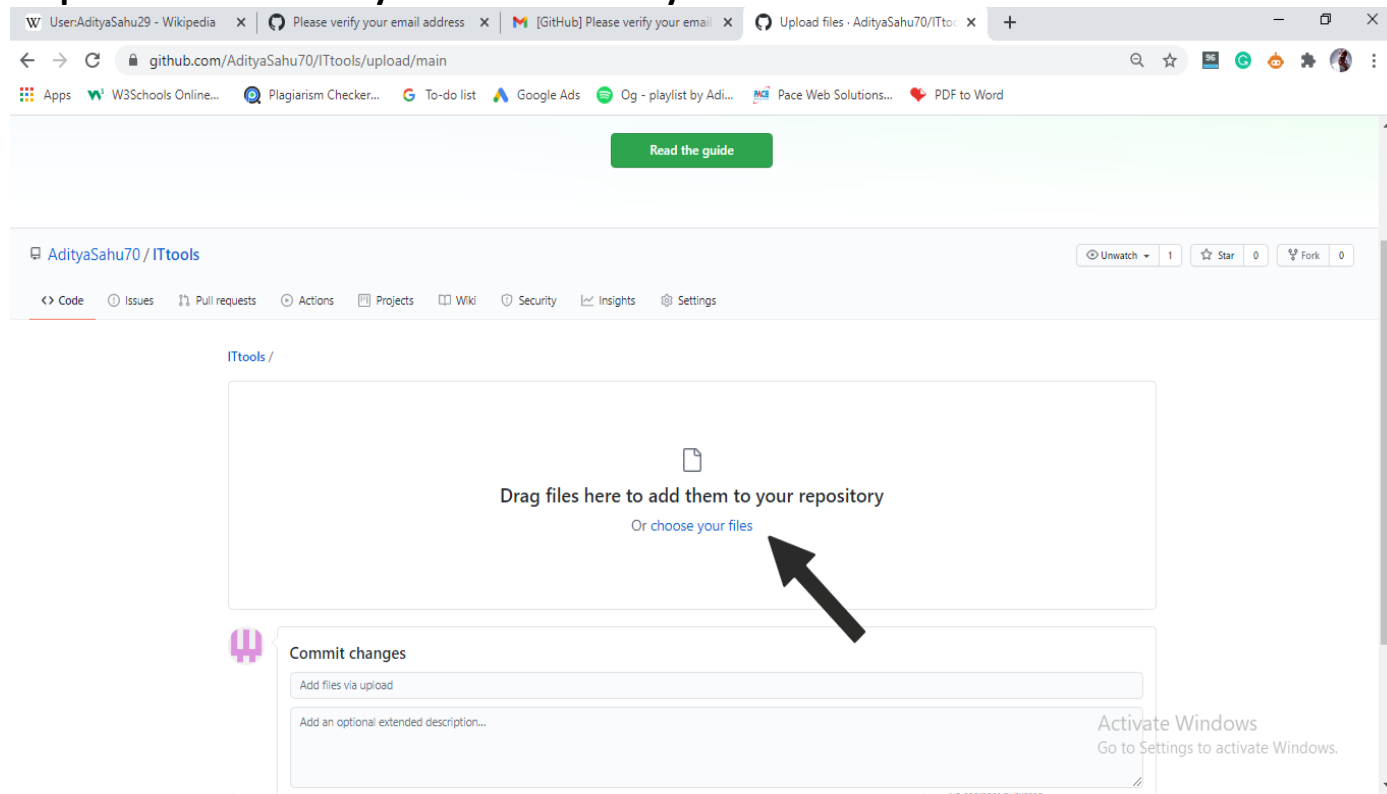 User:AdityaSahu29 - Wikipedia
Please verify your email address
[GitHub] Please verify your email
Upload files · AdityaSahu70/ITtoo
github.com/AdityaSahu70/ITtools/upload/main
Apps
W3Schools Online...
Plagiarism Checker...
To-do list
Google Ads
Og - playlist by Adi...
Pace Web Solutions...
PDF to Word
Read the guide
AdityaSahu70 / ITtools
Unwatch 1
Star 0
Fork 0
<> Code
Issues
Pull requests
Actions
Projects
Wiki
Security
Insights
Settings
ITtools /
Drag files here to add them to your repository
Or choose your files
Commit changes
Add files via upload
Add an optional extended description...
Activate Windows
Go to Settings to activate Windows.